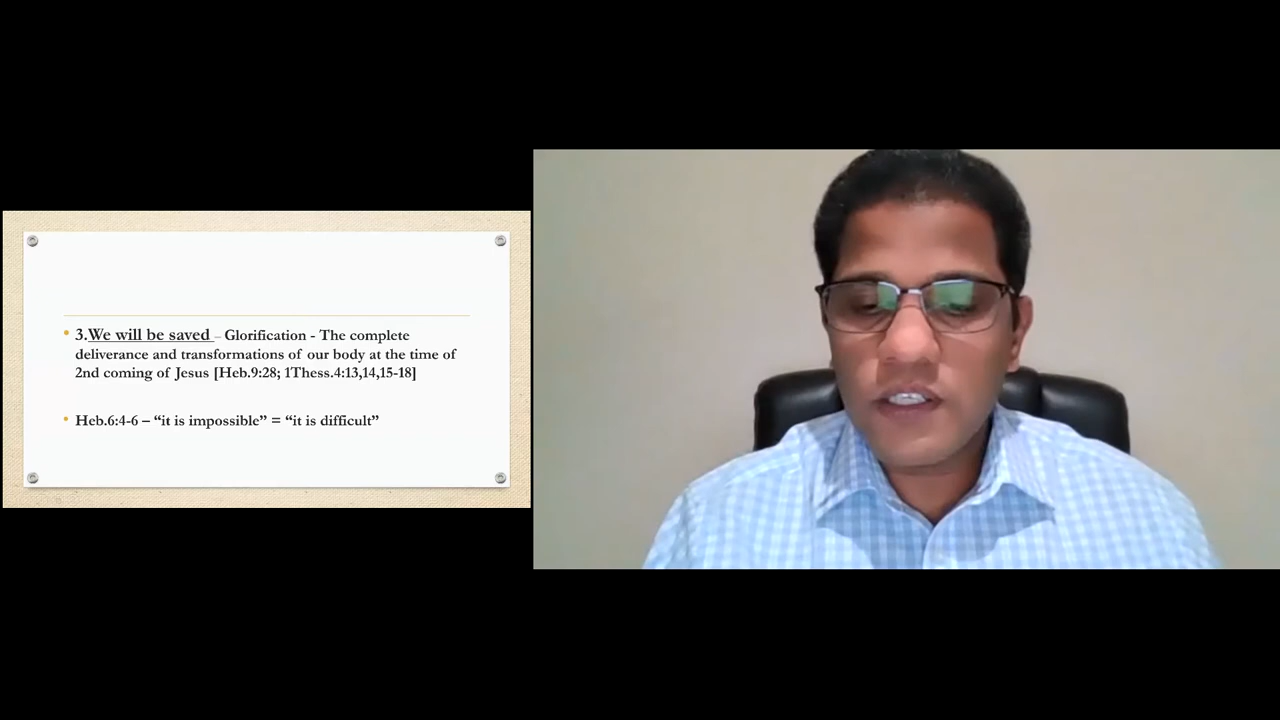 3.We will be saved – Glorification - The complete
deliverance and transformations of our body at the time of
2nd coming of Jesus [Heb.9:28; 1Thess.4:13,14,15-18]
Heb.6:4-6 – “it is impossible” = “it is difficult”